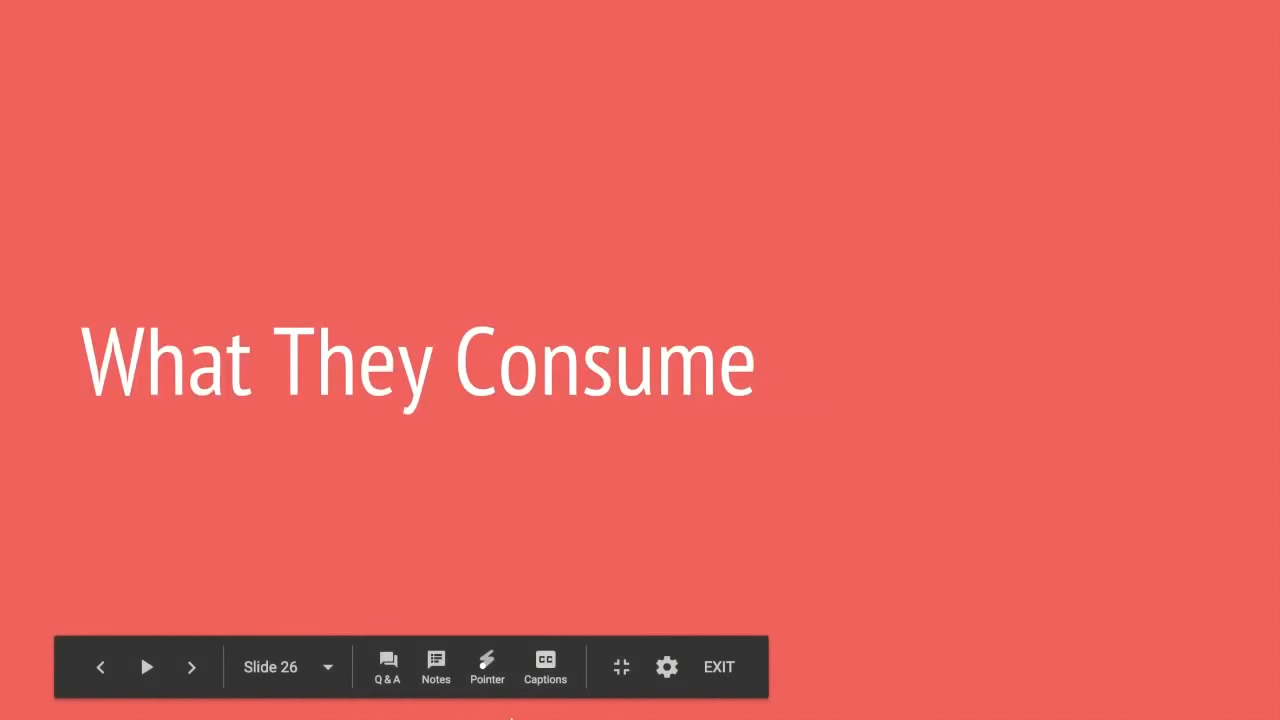 What They Consume
Slide 26
Q & A
Notes
Pointer
CC
Captions
EXIT